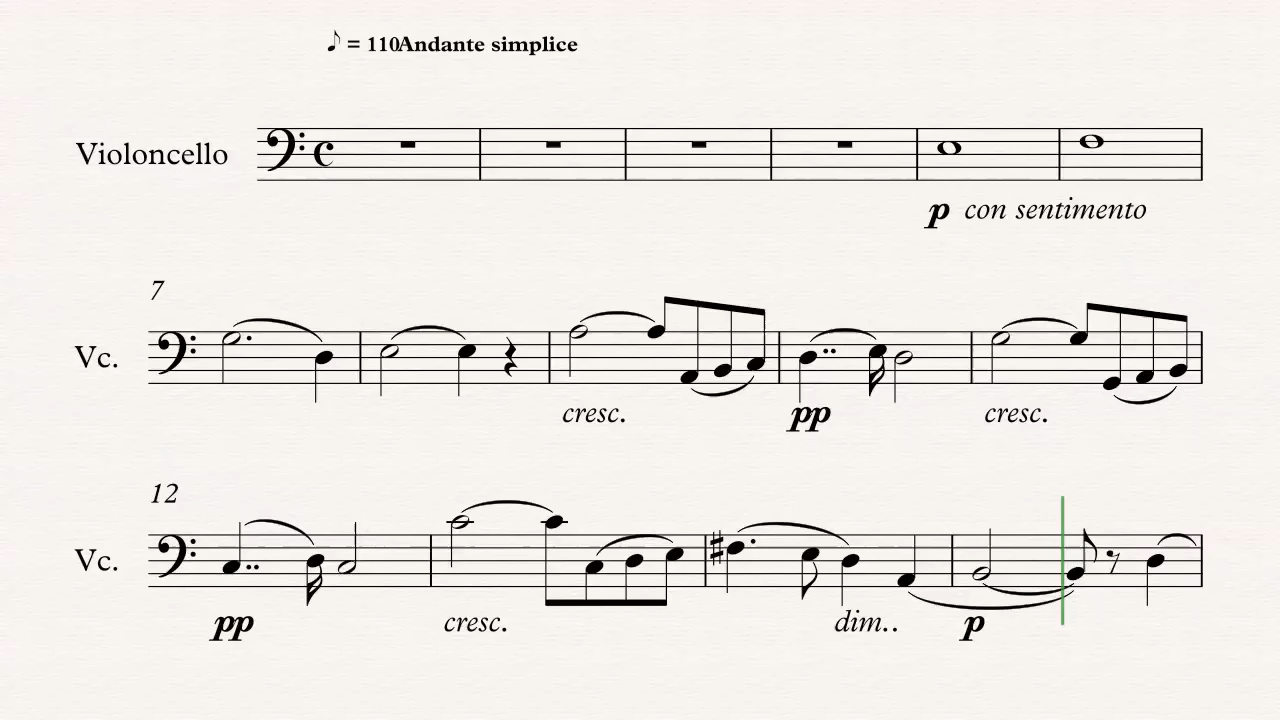 ♪ = 110Andante simplice
Violoncello
p con sentimento
7
Vc.
cresc. pp cresc.
12
Vc.
pp cresc. dim.. p